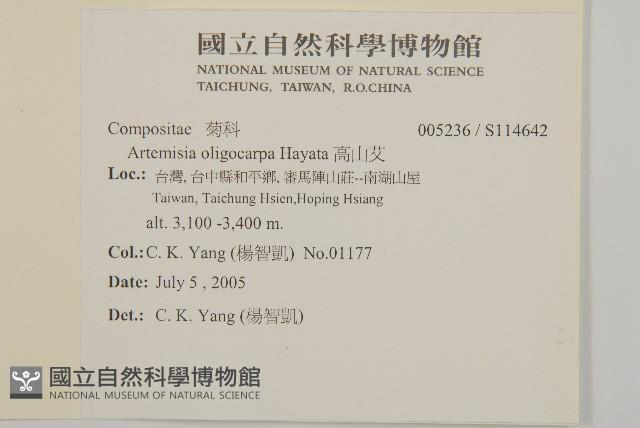 國立自然科學博物館
NATIONAL MUSEUM OF NATURAL SCIENCE
TAICHUNG, TAIWAN, R.O.CHINA
Compositae 菊科 005236 / S114642
Artemisia oligocarpa Hayata 高山艾
Loc.: 台灣, 台中縣和平鄉, 審馬陣山莊--南湖山屋
Taiwan, Taichung Hsien,Hoping Hsiang
alt. 3,100 -3,400 m.
Col.: C. K. Yang (楊智凱) No.01177
Date: July 5 , 2005
Det.: C. K. Yang (楊智凱)
國立自然科學博物館
NATIONAL MUSEUM OF NATURAL SCIENCE